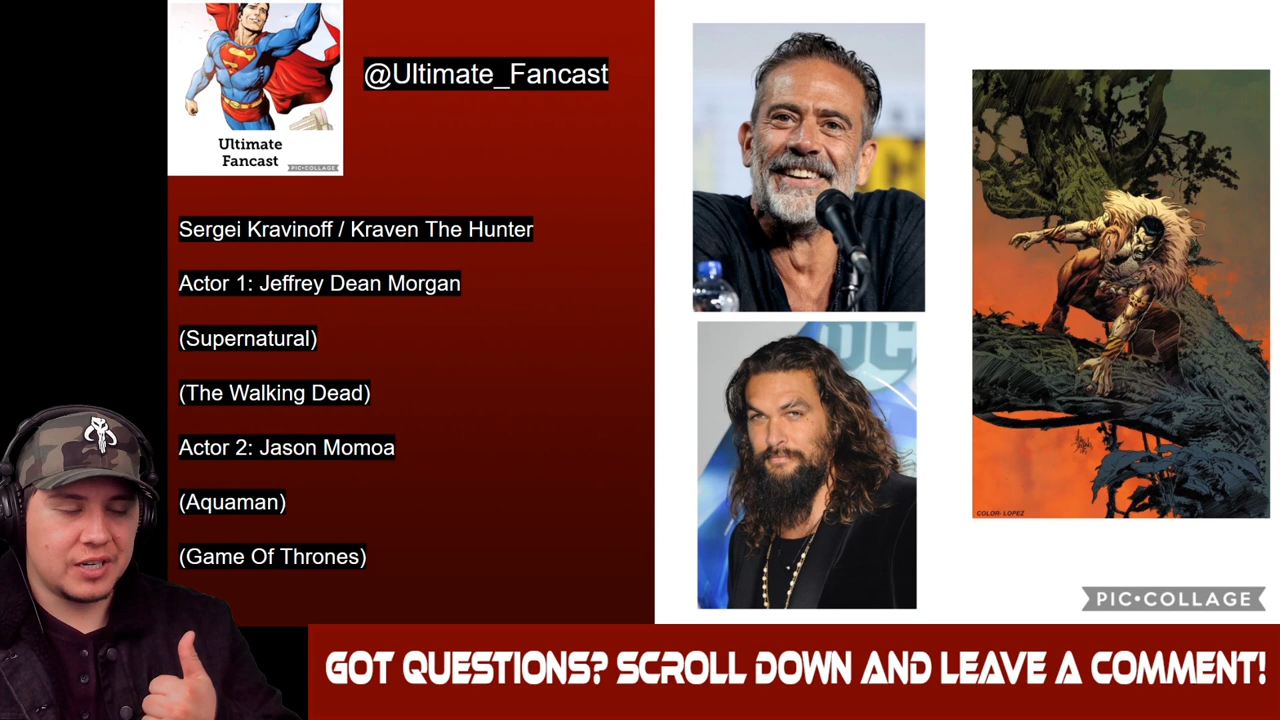 @Ultimate_Fancast
Ultimate
Fancast
PIC•COLLAGE
Sergei Kravinoff / Kraven The Hunter
Actor 1: Jeffrey Dean Morgan
(Supernatural)
(The Walking Dead)
Actor 2: Jason Momoa
(Aquaman)
(Game Of Thrones)
DC
COLOR- LOPEZ
PIC•COLLAGE
GOT QUESTIONS? SCROLL DOWN AND LEAVE A COMMENT!